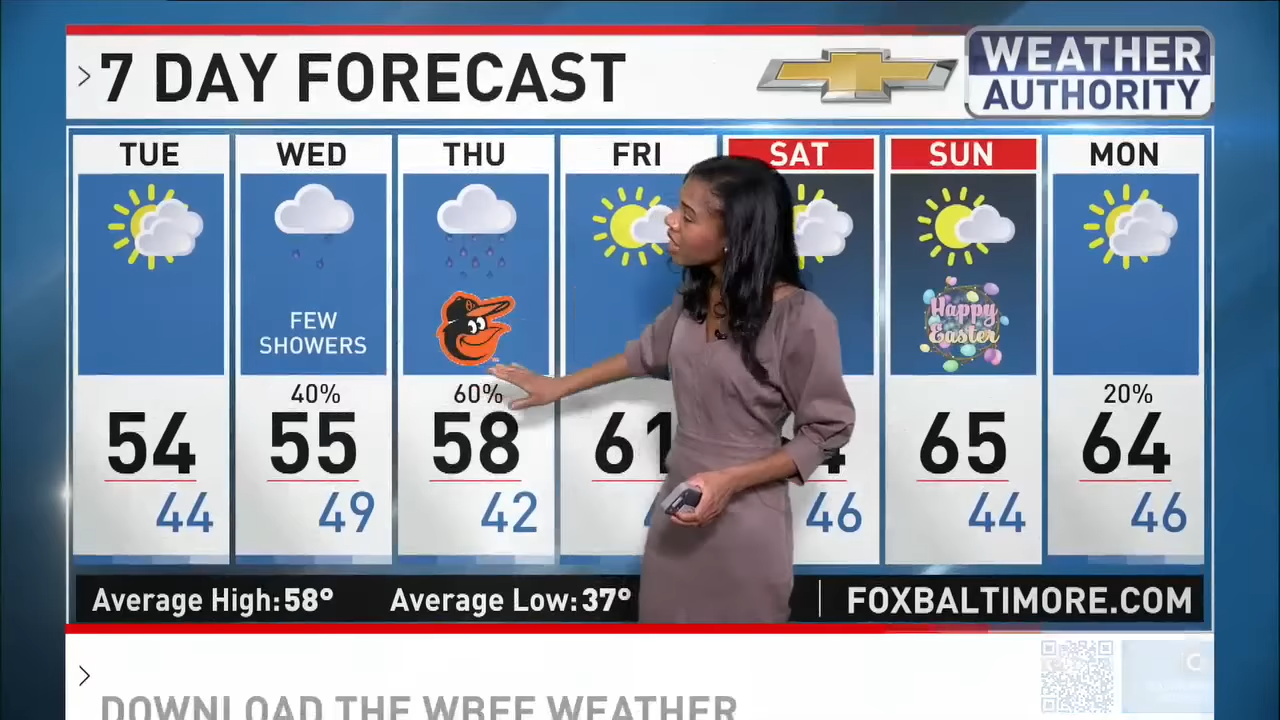 7 DAY FORECAST
WEATHER
AUTHORITY
TUE WED THU FRI SAT SUN MON
FEW
SHOWERS
Happy
Easter
40% 60% 20%
54 55 58 61 4 65 64
44 49 42 46 44 46
Average High: 58° Average Low: 37° FOXBALTIMORE.COM
DOWNLOAD THE WBFF WEATHER